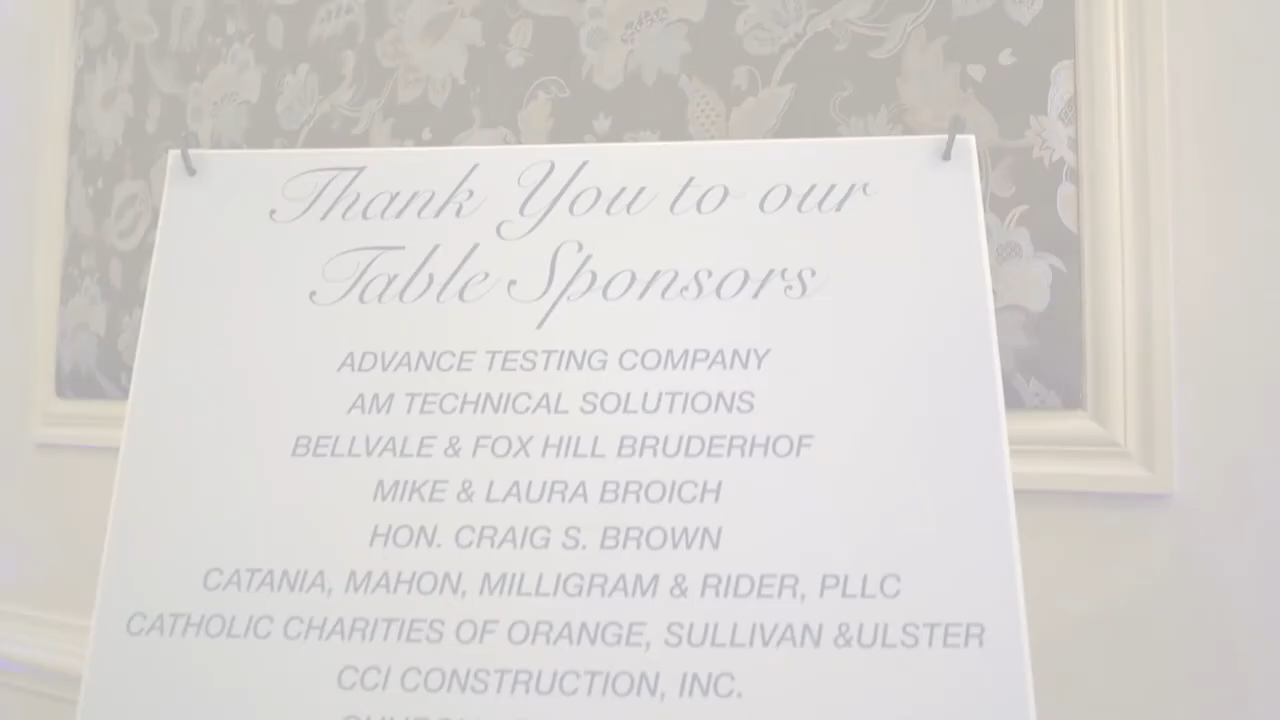 Thank You to our
Table Sponsors
ADVANCE TESTING COMPANY
AM TECHNICAL SOLUTIONS
BELLVALE & FOX HILL BRUDERHOF
MIKE & LAURA BROICH
HON. CRAIG S. BROWN
CATANIA, MAHON, MILLIGRAM & RIDER, PLLC
CATHOLIC CHARITIES OF ORANGE, SULLIVAN &ULSTER
CCI CONSTRUCTION, INC.